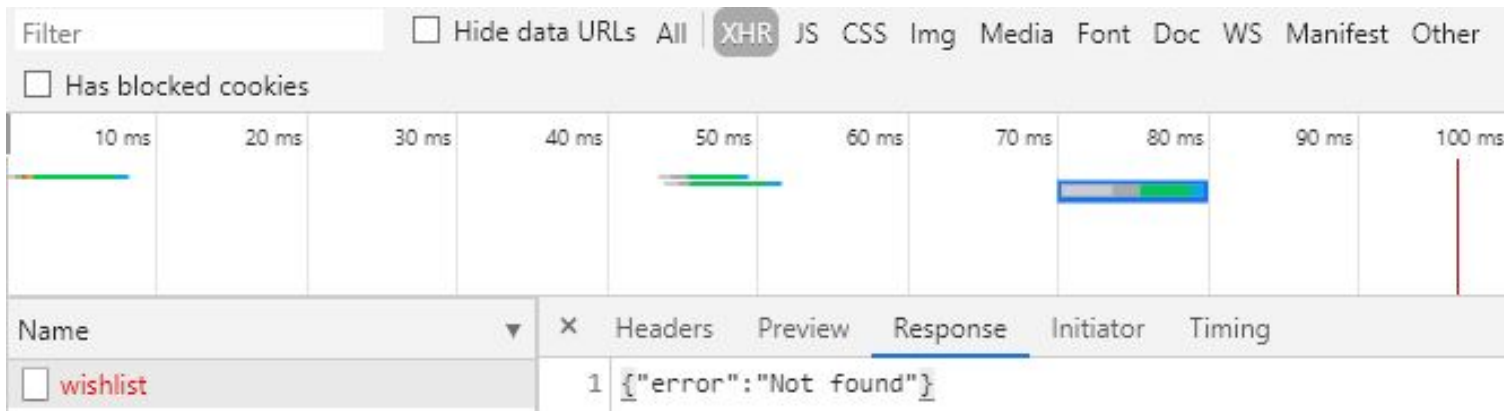 Filter Hide data URLs All XHR JS CSS Img Media Font Doc WS Manifest Other
Has blocked cookies
10 ms 20 ms 30 ms 40 ms 50 ms 60 ms 70 ms 80 ms 90 ms 100 ms
Name ▼ × Headers Preview Response Initiator Timing
wishlist 1 {"error":"Not found"}